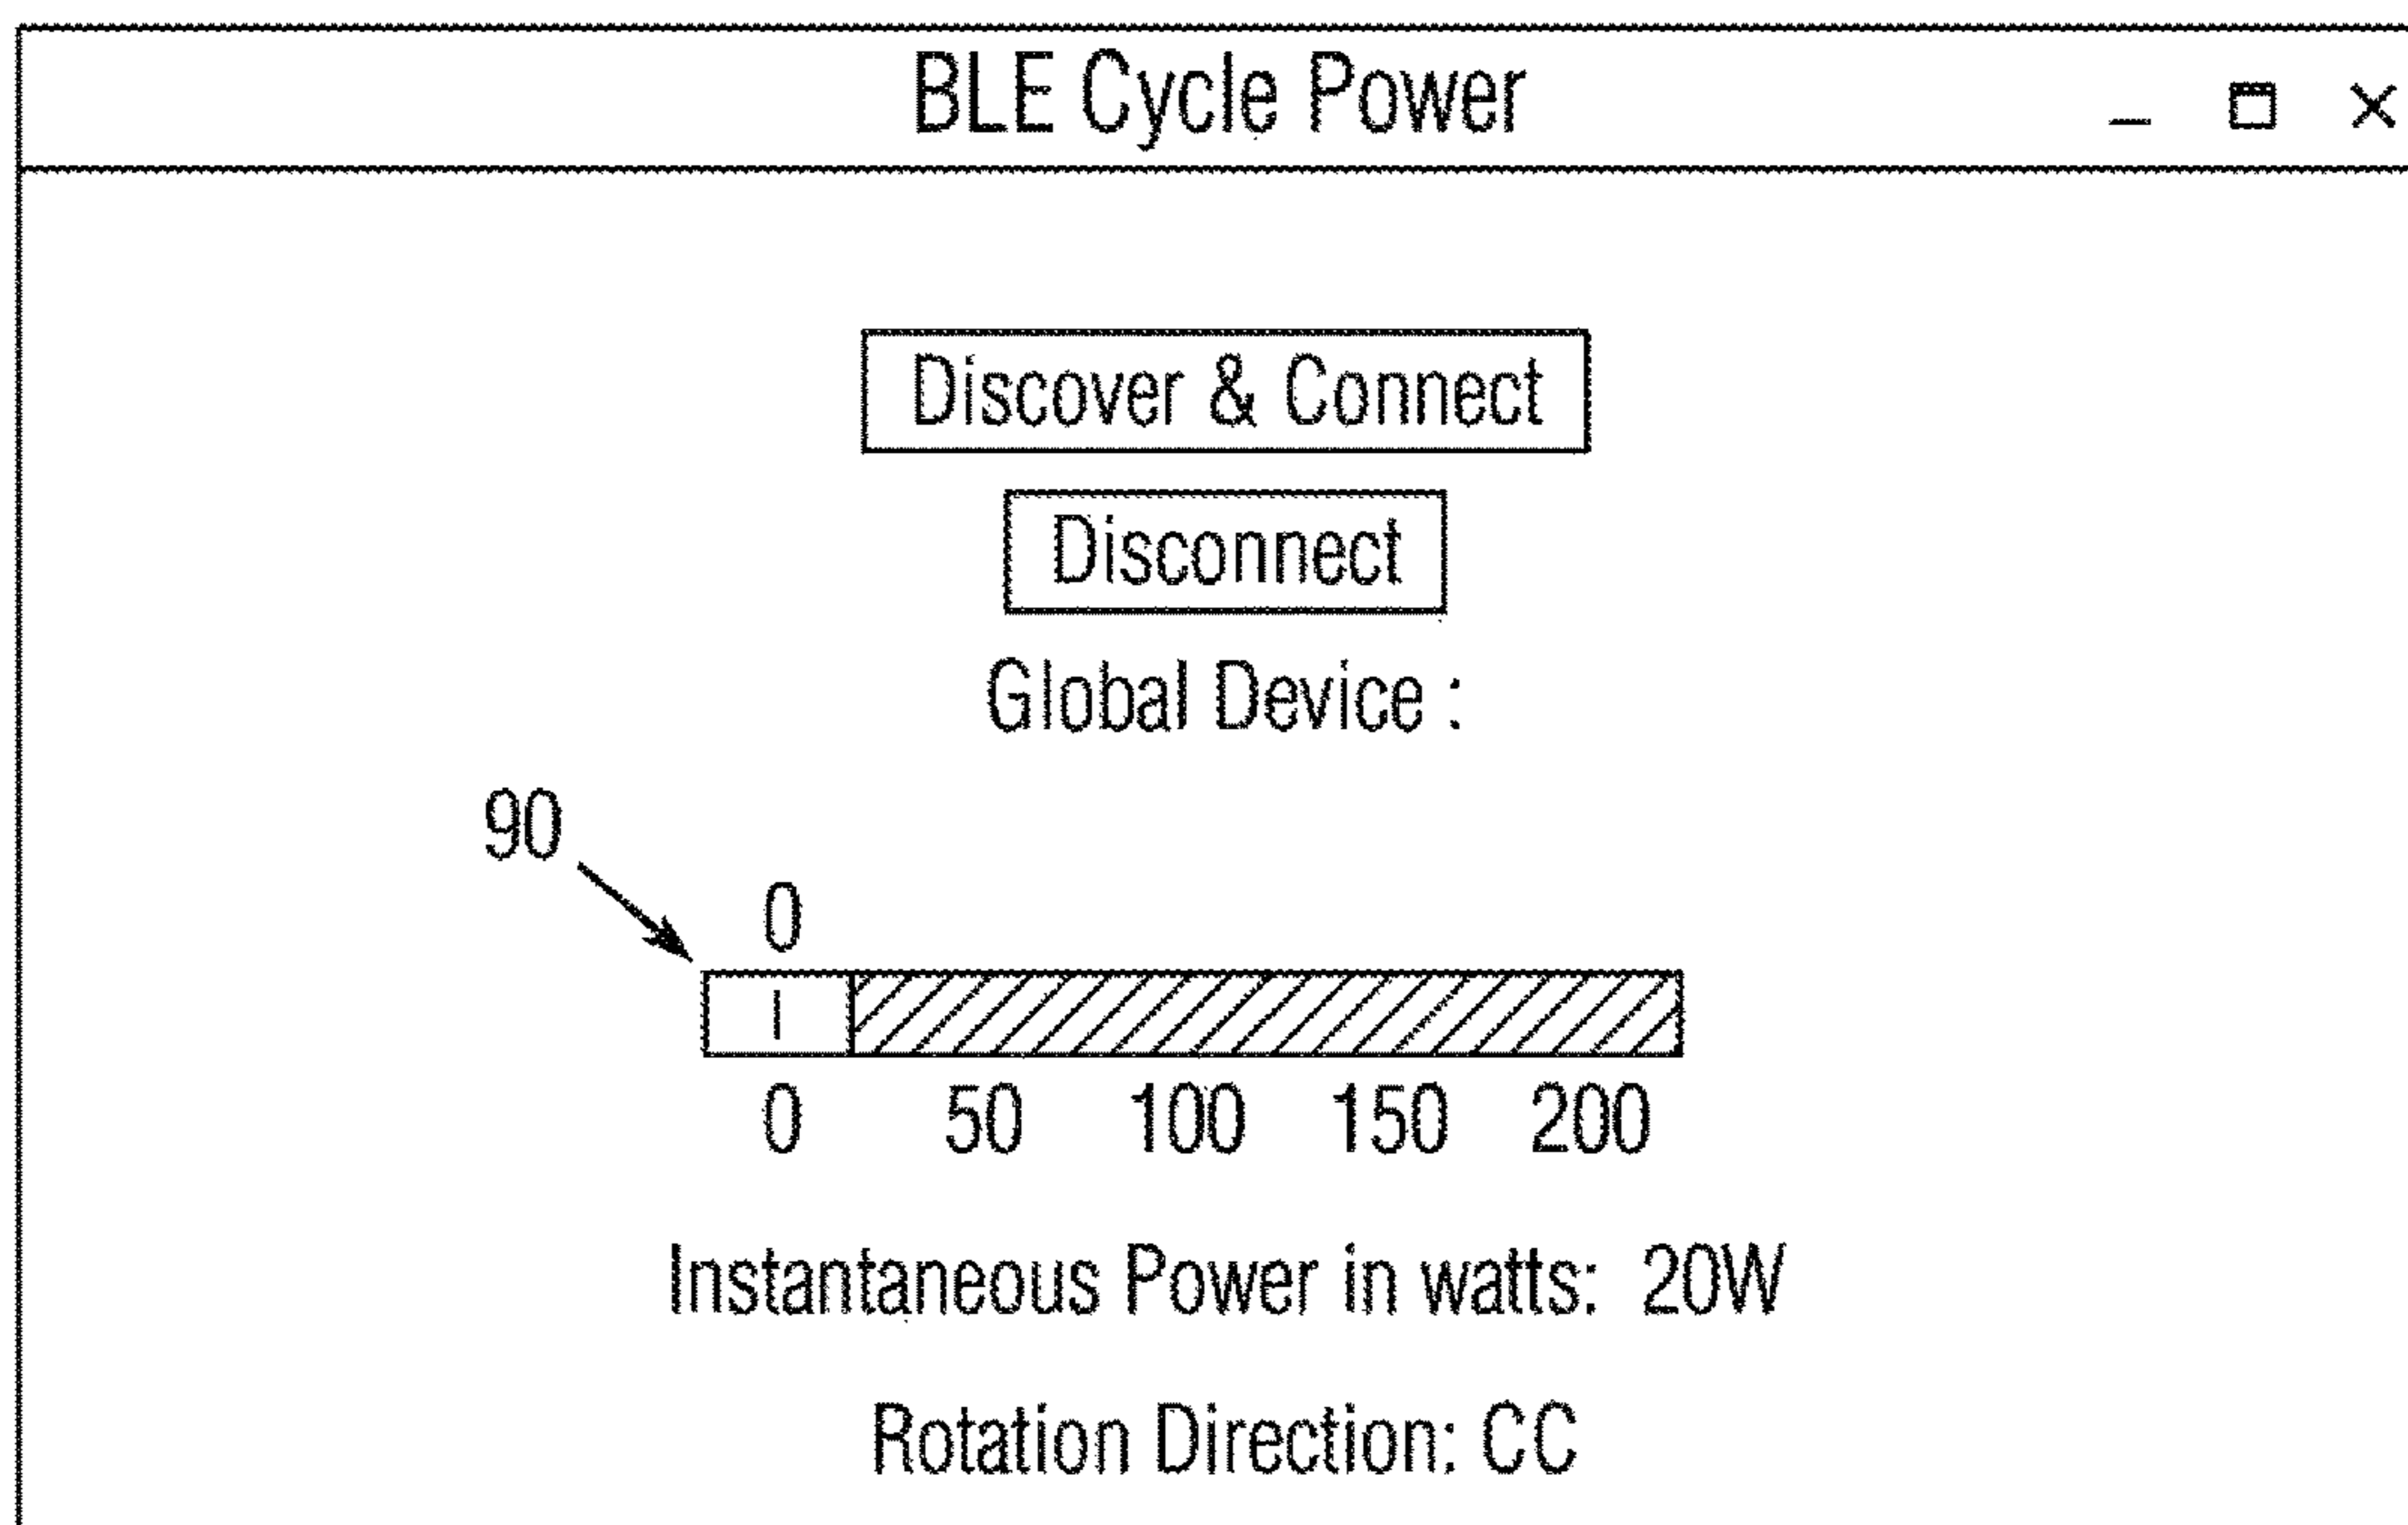 BLE Cycle Power
Discover & Connect
Disconnect
Global Device :
90
0
0 50 100 150 200
Instantaneous Power in watts: 20W
Rotation Direction: CC